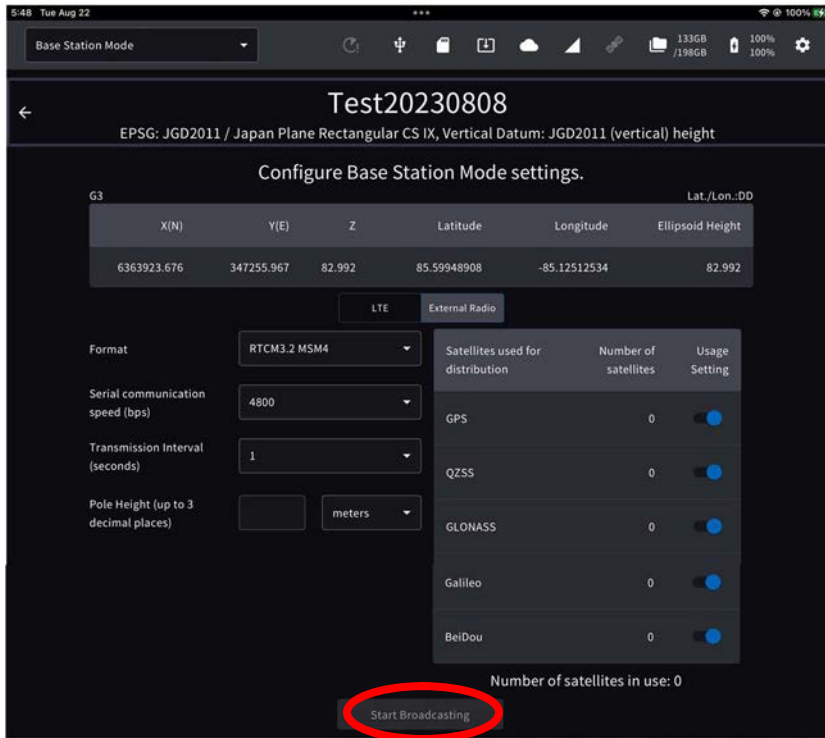 5:48 Tue Aug 22
100%
Base Station Mode
133GB
/198GB
100%
100%
Test20230808
EPSG: JGD2011 / Japan Plane Rectangular CS IX, Vertical Datum: JGD2011 (vertical) height
Configure Base Station Mode settings.
G3 Lat./Lon.:DD
X(N) Y(E) Z Latitude Longitude Ellipsoid Height
6363923.676 347255.967 82.992 85.59948908 -85.12512534 82.992
LTE External Radio
Format RTCM3.2 MSM4
Serial communication
speed (bps)
4800
Transmission Interval
(seconds)
1
Pole Height (up to 3
decimal places)
meters
Satellites used for
distribution
Number of
satellites
Usage
Setting
GPS 0
QZSS 0
GLONASS 0
Galileo 0
BeiDou 0
Number of satellites in use: 0
Start Broadcasting